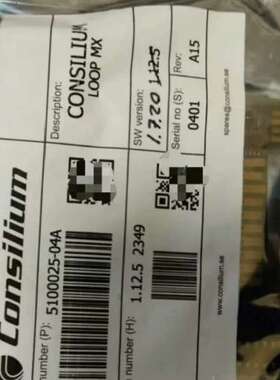 Consilium
Description:
CONSILIUM
LOOP MX
SW version:
1.7.20 1.12.5
Rev:
A15
Serial no (S):
0401
number (P):
5100025-04A
number (H):
1.12.5 2349
spares@consilium.se
www.consilium.se